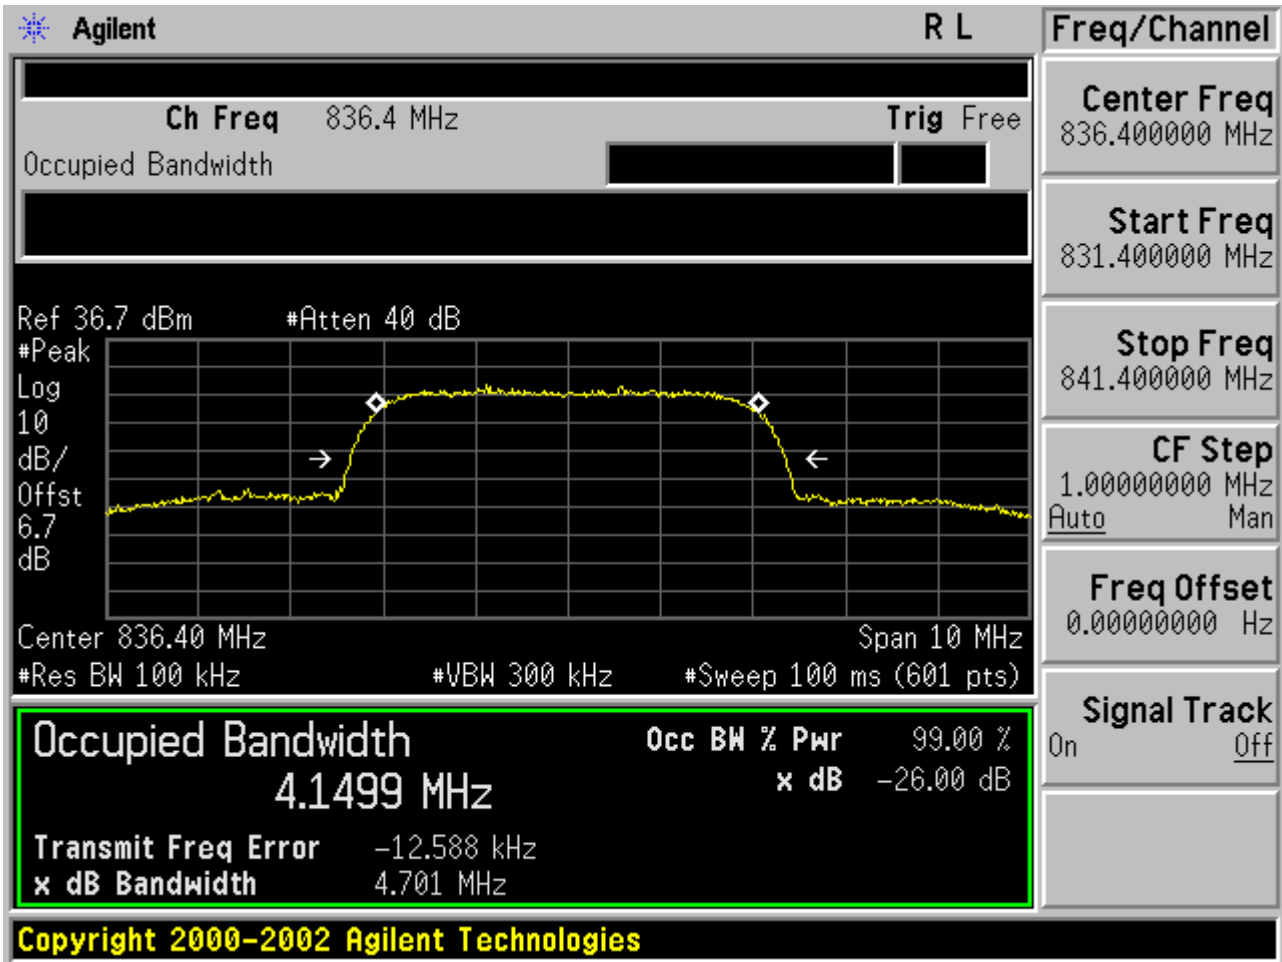 Agilent R L Freq/Channel
Ch Freq 836.4 MHz Trig Free
Occupied Bandwidth
Center Freq
836.400000 MHz
Start Freq
831.400000 MHz
Stop Freq
841.400000 MHz
CF Step
1.00000000 MHz
Auto Man
Freq Offset
0.00000000 Hz
Signal Track
On Off
Ref 36.7 dBm #Atten 40 dB
#Peak
Log
10
dB/
Offst
6.7
dB
Center 836.40 MHz Span 10 MHz
#Res BW 100 kHz #VBW 300 kHz #Sweep 100 ms (601 pts)
Occupied Bandwidth
4.1499 MHz
Occ BW % Pwr 99.00 %
x dB -26.00 dB
Transmit Freq Error -12.588 kHz
x dB Bandwidth 4.701 MHz
Copyright 2000-2002 Agilent Technologies